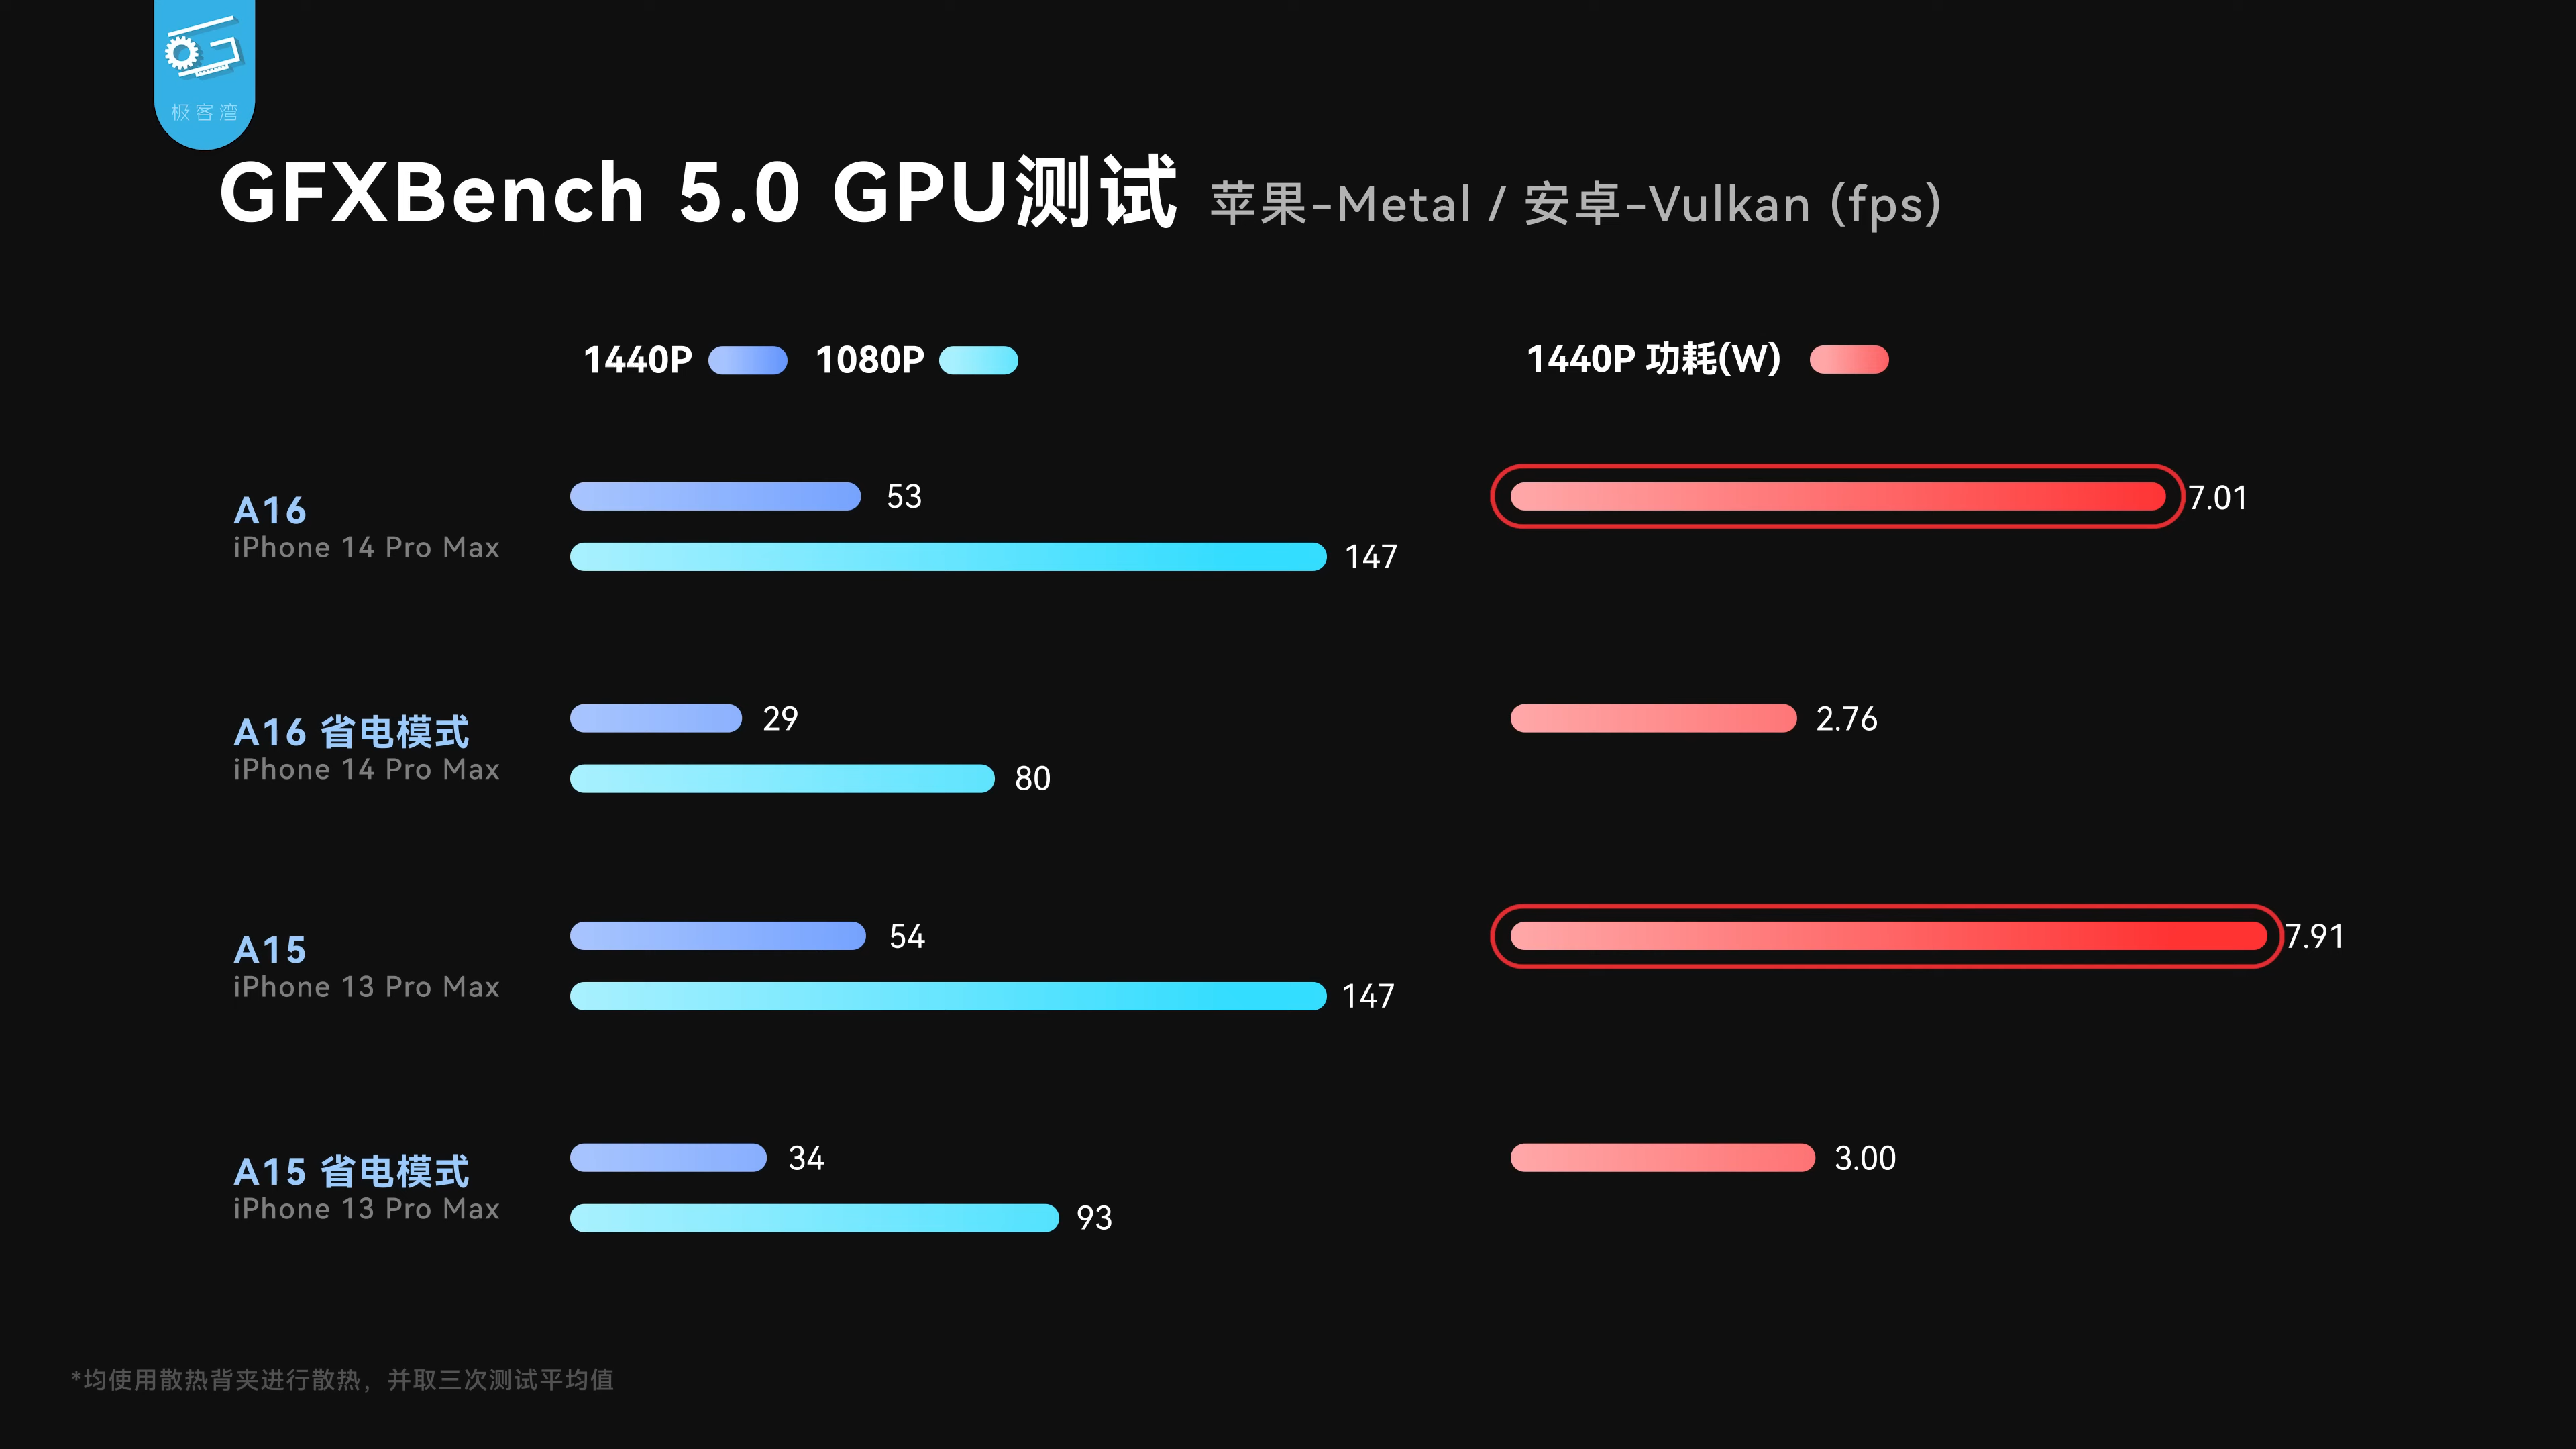 极客湾
GFXBench 5.0 GPU测试 苹果-Metal / 安卓-Vulkan (fps)
1440P 1080P 1440P 功耗(W)
A16
iPhone 14 Pro Max
53
147
7.01
A16 省电模式
iPhone 14 Pro Max
29
80
2.76
A15
iPhone 13 Pro Max
54
147
7.91
A15 省电模式
iPhone 13 Pro Max
34
93
3.00
*均使用散热背夹进行散热，并取三次测试平均值